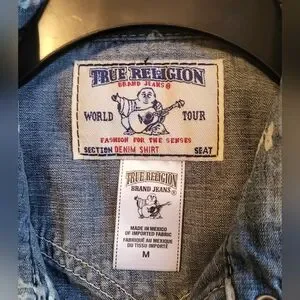 TRUE RELIGION
BRAND JEANS®
WORLD TOUR
FASHION FOR THE SENSES
SECTION DENIM SHIRT SEAT
TRUE RELIGION
BRAND JEANS®
MADE IN MEXICO
OF IMPORTED FABRIC
FABRIQUÉ AU MEXIQUE
DU TISSU IMPORTÉ
M